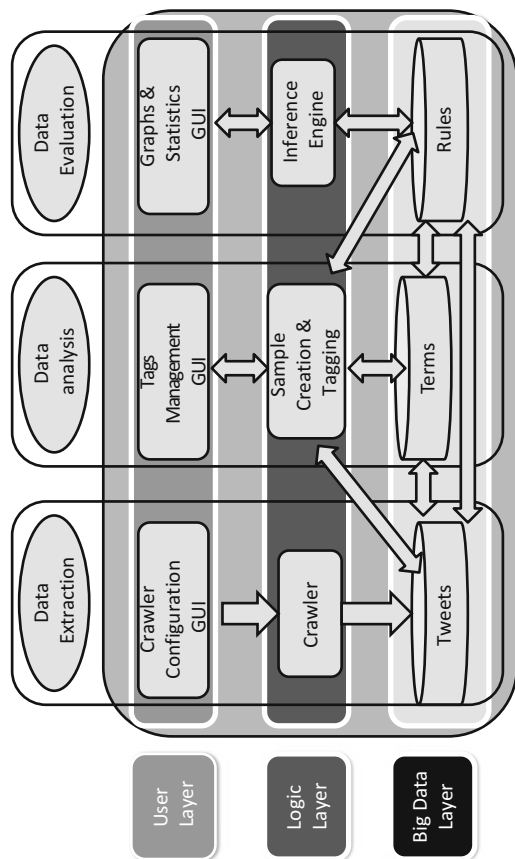 Data
Extraction
Data
analysis
Data
Evaluation
User
Layer
Crawler
Configuration
GUI
Tags
Management
GUI
Graphs &
Statistics
GUI
Logic
Layer
Crawler
Sample
Creation &
Tagging
Inference
Engine
Big Data
Layer
Tweets
Terms
Rules